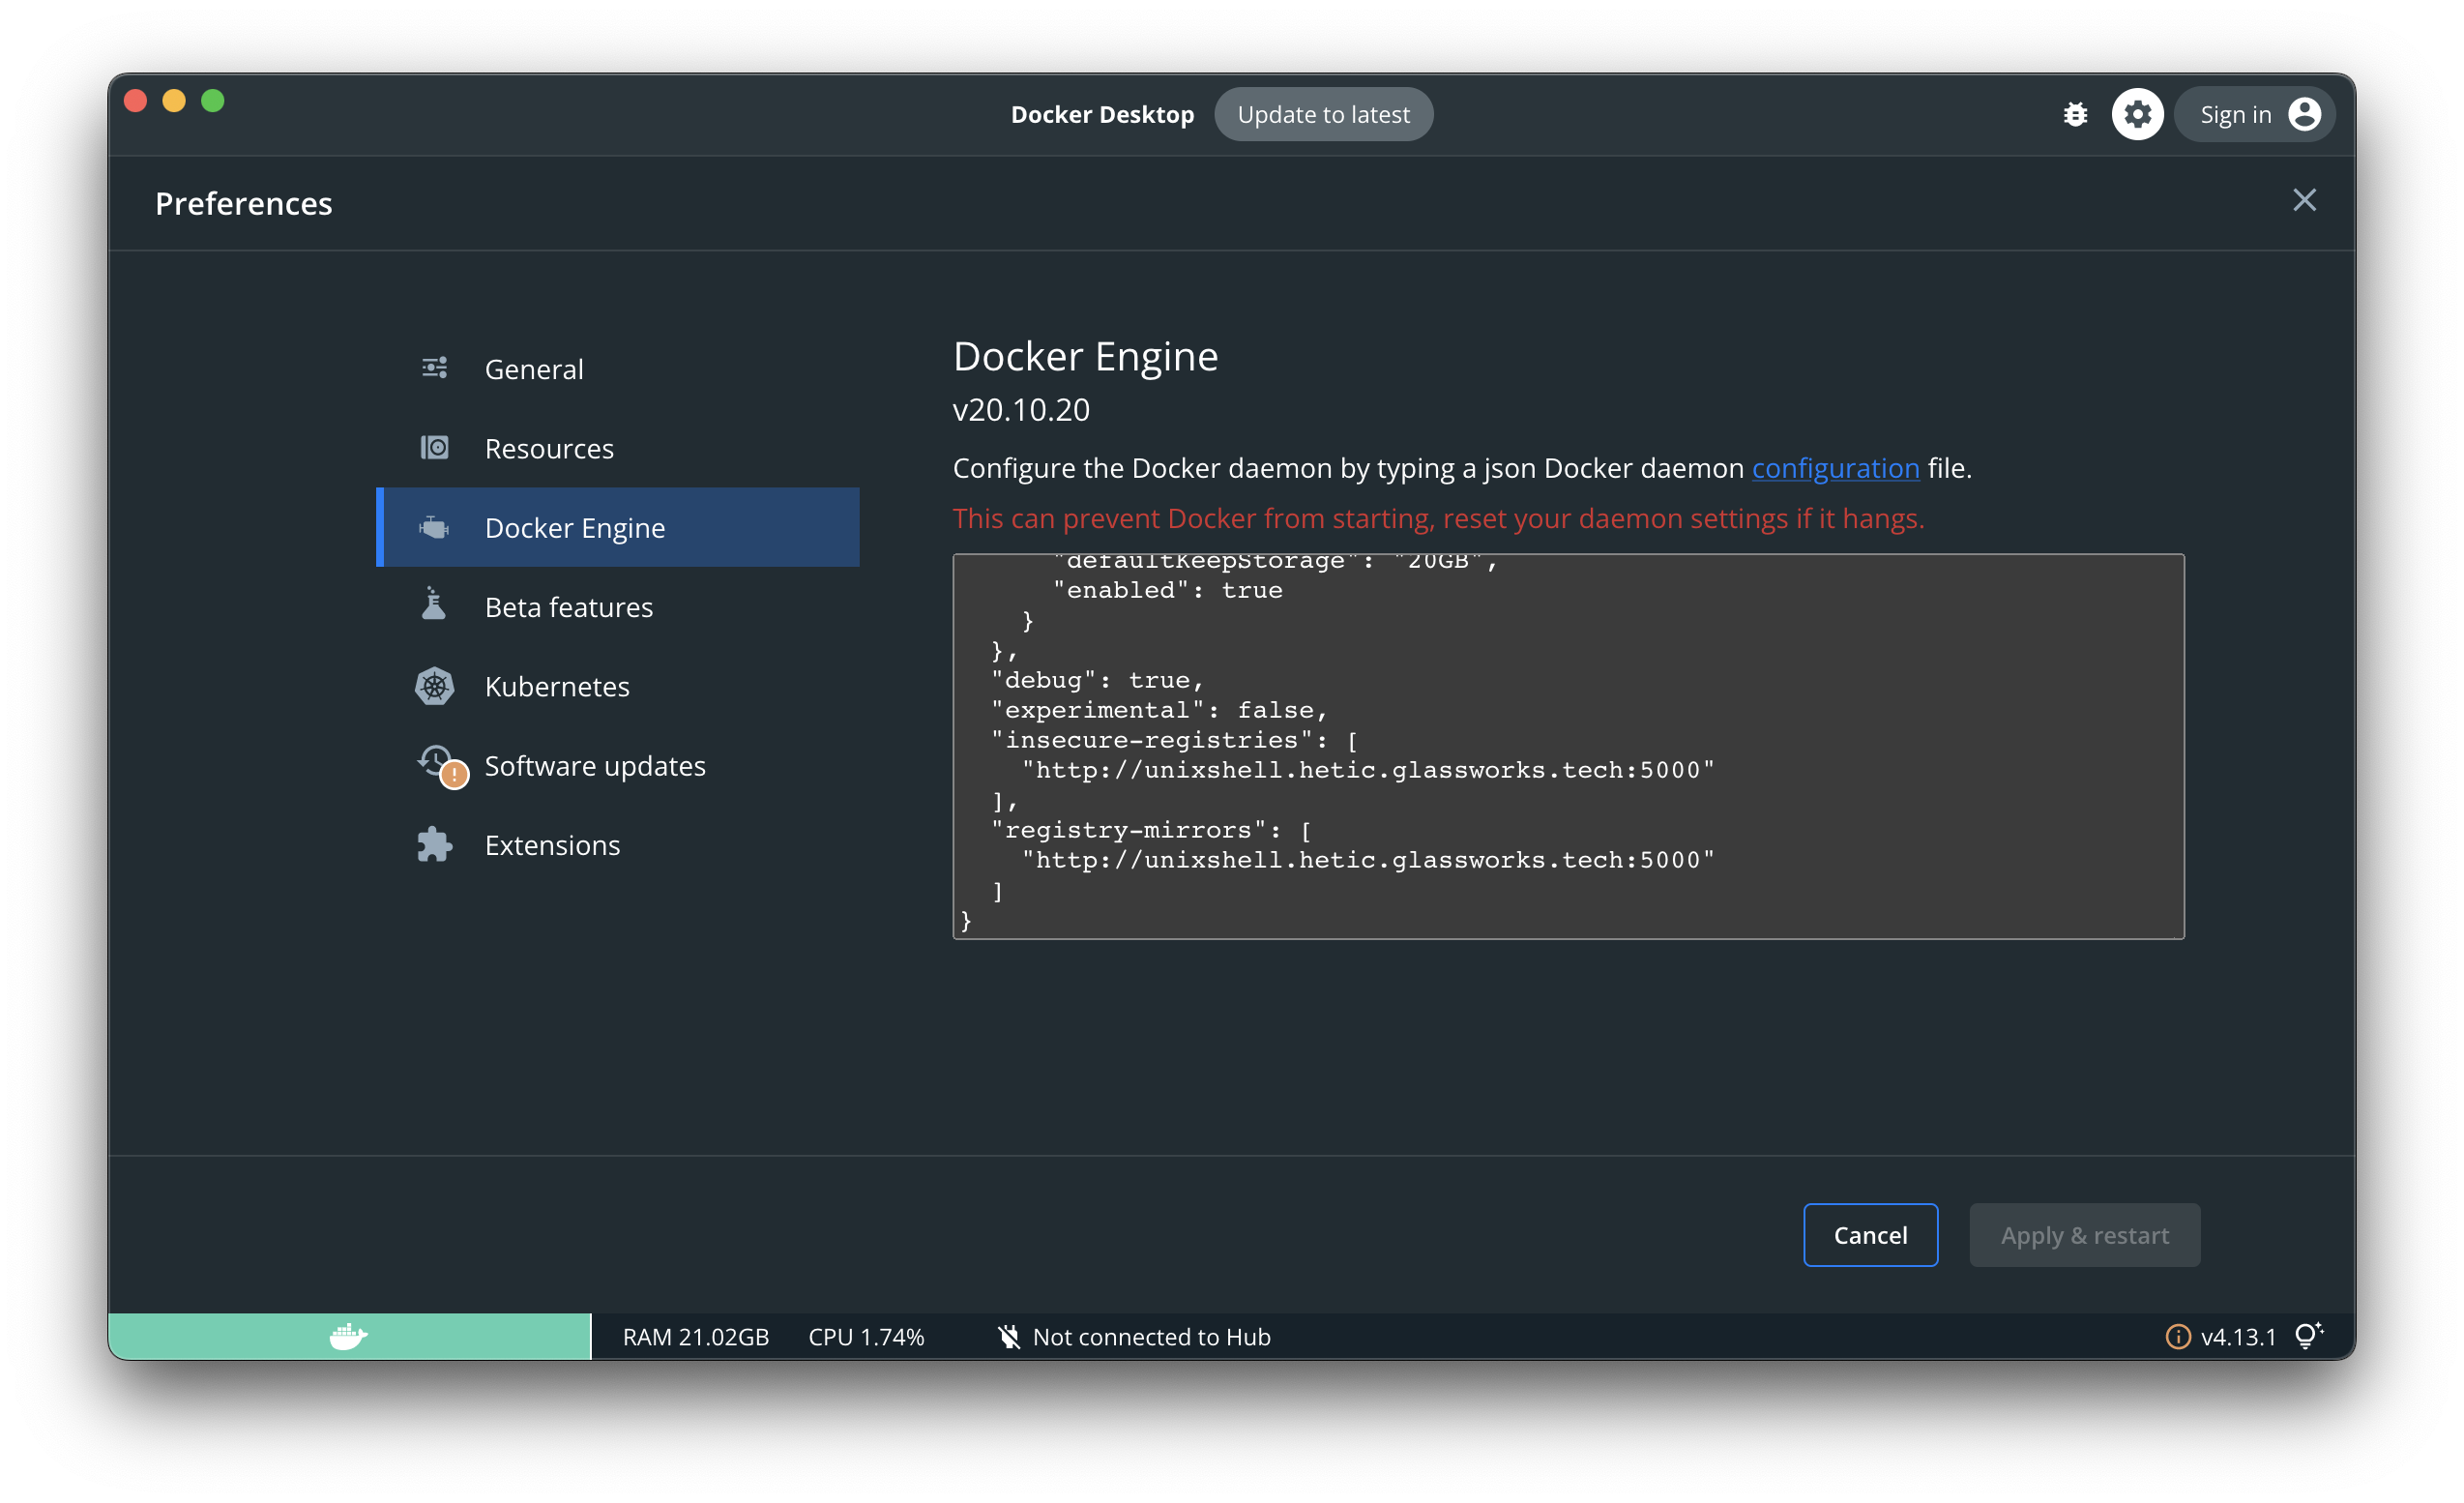 Docker Desktop
Update to latest
Sign in
Preferences
General
Resources
Docker Engine
Beta features
Kubernetes
Software updates
Extensions
Docker Engine
v20.10.20
Configure the Docker daemon by typing a json Docker daemon configuration file.
This can prevent Docker from starting, reset your daemon settings if it hangs.
"defaultKeepStorage": "20GB",
"enabled": true
}
},
"debug": true,
"experimental": false,
"insecure-registries": [
"http://unixshell.hetic.glassworks.tech:5000"
],
"registry-mirrors": [
"http://unixshell.hetic.glassworks.tech:5000"
]
}
Cancel
Apply & restart
RAM 21.02GB
CPU 1.74%
Not connected to Hub
v4.13.1